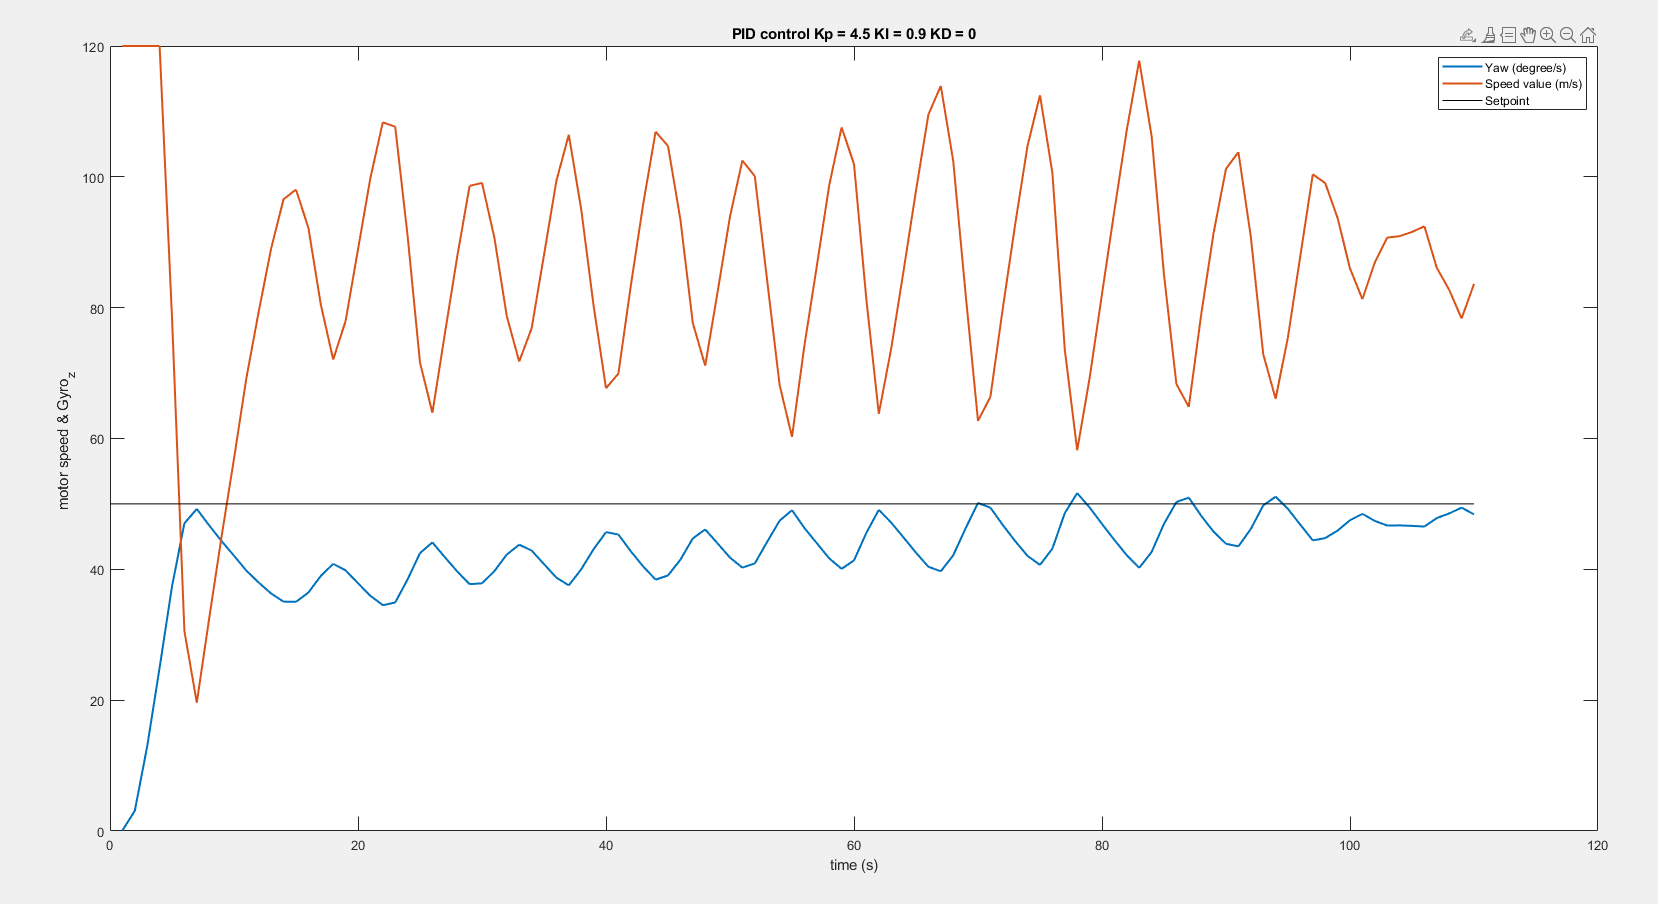 PID control Kp = 4.5 KI = 0.9 KD = 0
Yaw (degree/s)
Speed value (m/s)
Setpoint
motor speed & Gyro_z
120
100
80
60
40
20
0
0 20 40 60 80 100 120
time (s)